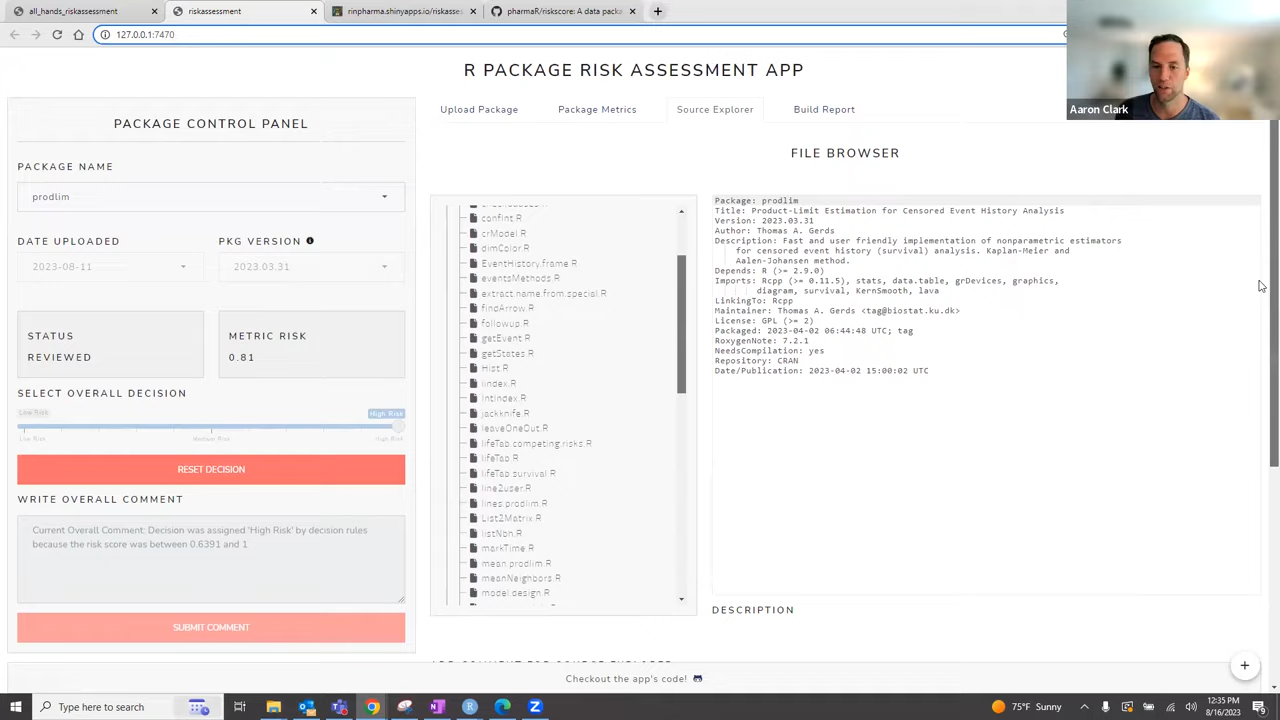 all_hands_riskassessment
riskassessment
rinpharma.shinyapps.io/riskasses
pharmaR/riskscore: A data packa
127.0.0.1:7470
Aaron Clark
R PACKAGE RISK ASSESSMENT APP
Upload Package
Package Metrics
Source Explorer
Build Report
PACKAGE CONTROL PANEL
PACKAGE NAME
prodlim
DATE UPLOADED
PKG VERSION
2023-08-11
2023.03.31
STATUS
REVIEWED
METRIC RISK
0.81
SELECT OVERALL DECISION
Low Risk
High Risk
Low Risk
Medium Risk
High Risk
RESET DECISION
WRITE OVERALL COMMENT
Current Overall Comment: Decision was assigned 'High Risk' by decision rules
because the risk score was between 0.6391 and 1
SUBMIT COMMENT
FILE BROWSER
confInt.R
crModel.R
dimColor.R
EventHistory.frame.R
eventsMethods.R
extract.name.from.special.R
findArrow.R
followup.R
getEvent.R
getStates.R
Hist.R
iindex.R
IntIndex.R
jackknife.R
leaveOneOut.R
lifeTab.competing.risks.R
lifeTab.R
lifeTab.survival.R
line2user.R
lines.prodlim.R
List2Matrix.R
listNbh.R
markTime.R
mean.prodlim.R
meanNeighbors.R
model.design.R
Package: prodlim
Title: Product-Limit Estimation for Censored Event History Analysis
Version: 2023.03.31
Author: Thomas A. Gerds
Description: Fast and user friendly implementation of nonparametric estimators
for censored event history (survival) analysis. Kaplan-Meier and
Aalen-Johansen method.
Depends: R (>= 2.9.0)
Imports: Rcpp (>= 0.11.5), stats, data.table, grDevices, graphics,
diagram, survival, KernSmooth, lava
LinkingTo: Rcpp
Maintainer: Thomas A. Gerds <tag@biostat.ku.dk>
License: GPL (>= 2)
Packaged: 2023-04-02 06:44:48 UTC; tag
RoxygenNote: 7.2.1
NeedsCompilation: yes
Repository: CRAN
Date/Publication: 2023-04-02 15:00:02 UTC
DESCRIPTION
Checkout the app's code!
Type here to search
75°F Sunny
12:35 PM
8/16/2023